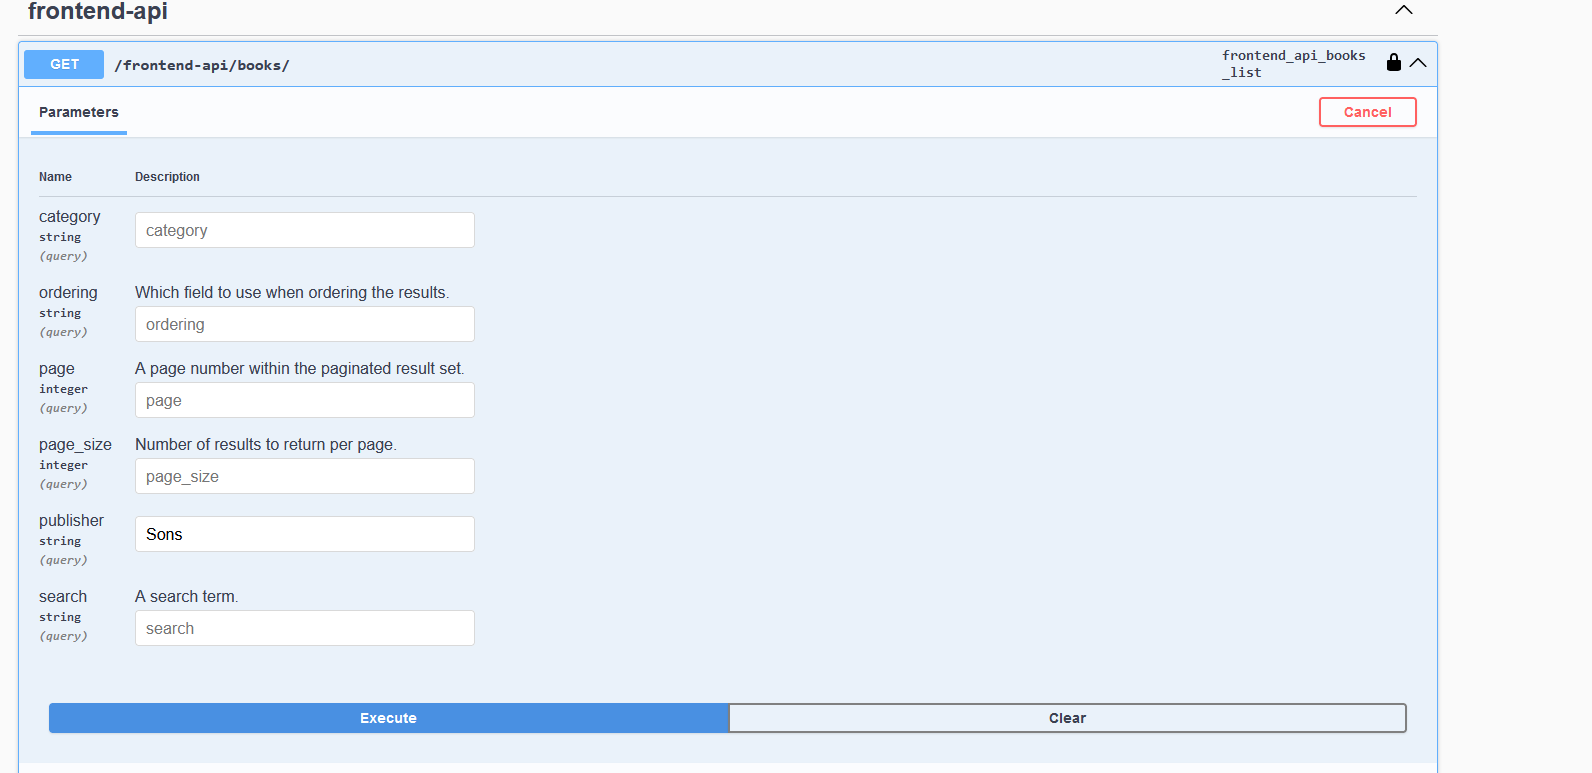 frontend-api
GET /frontend-api/books/ frontend_api_books
_list
Parameters Cancel
Name Description
category
string
(query)
category
ordering
string
(query)
Which field to use when ordering the results.
ordering
page
integer
(query)
A page number within the paginated result set.
page
page_size
integer
(query)
Number of results to return per page.
page_size
publisher
string
(query)
Sons
search
string
(query)
A search term.
search
Execute Clear